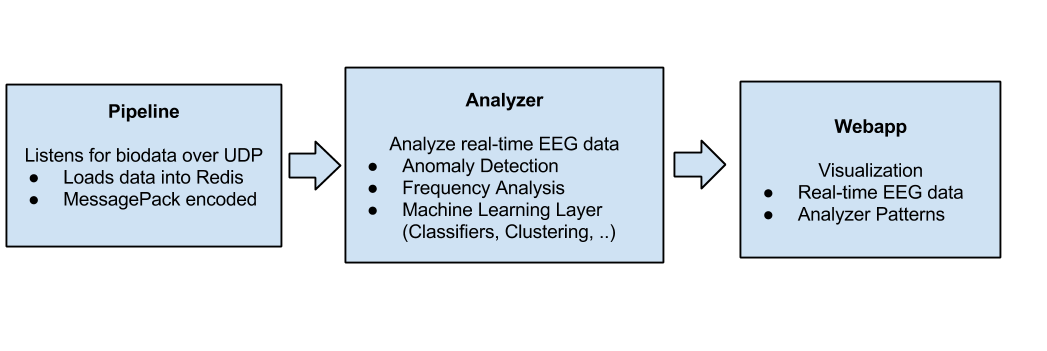 Pipeline
Listens for biodata over UDP
● Loads data into Redis
● MessagePack encoded
Analyzer
Analyze real-time EEG data
● Anomaly Detection
● Frequency Analysis
● Machine Learning Layer
(Classifiers, Clustering, ..)
Webapp
Visualization
● Real-time EEG data
● Analyzer Patterns